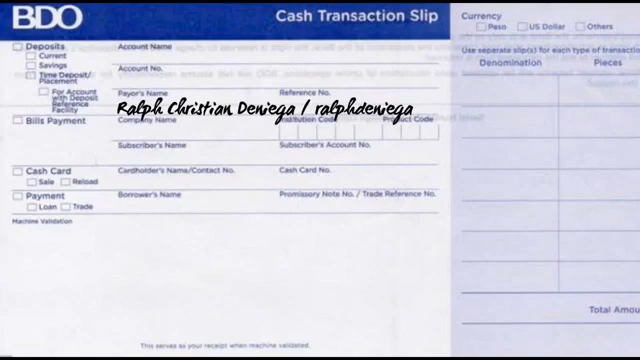 BDO
Cash Transaction Slip
Deposits
Current
Savings
Time Deposit/
Placement
For Account
with Deposit
Reference
Facility
Bills Payment
Cash Card
Sale Reload
Payment
Loan Trade
Machine Validation
Account Name
Account No.
Payor's Name Reference No.
Ralph Christian Deniega / ralphdeniega
Company Name Institution Code Product Code
Subscriber's Name Subscriber's Account No.
Cardholder's Name/Contact No. Cash Card No.
Borrower's Name Promissory Note No. / Trade Reference No.
This serves as your receipt when machine validated.
Currency
Peso US Dollar Others
Use separate slip(s) for each type of transactio
Denomination Pieces
Total Amou